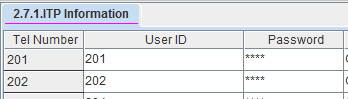 2.7.1.ITP Information
Tel Number User ID Password
201 201 ****
202 202 ****